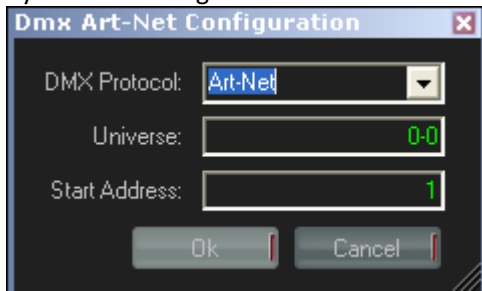 Dmx Art-Net Configuration
DMX Protocol: Art-Net
Universe: 0-0
Start Address: 1
Ok Cancel